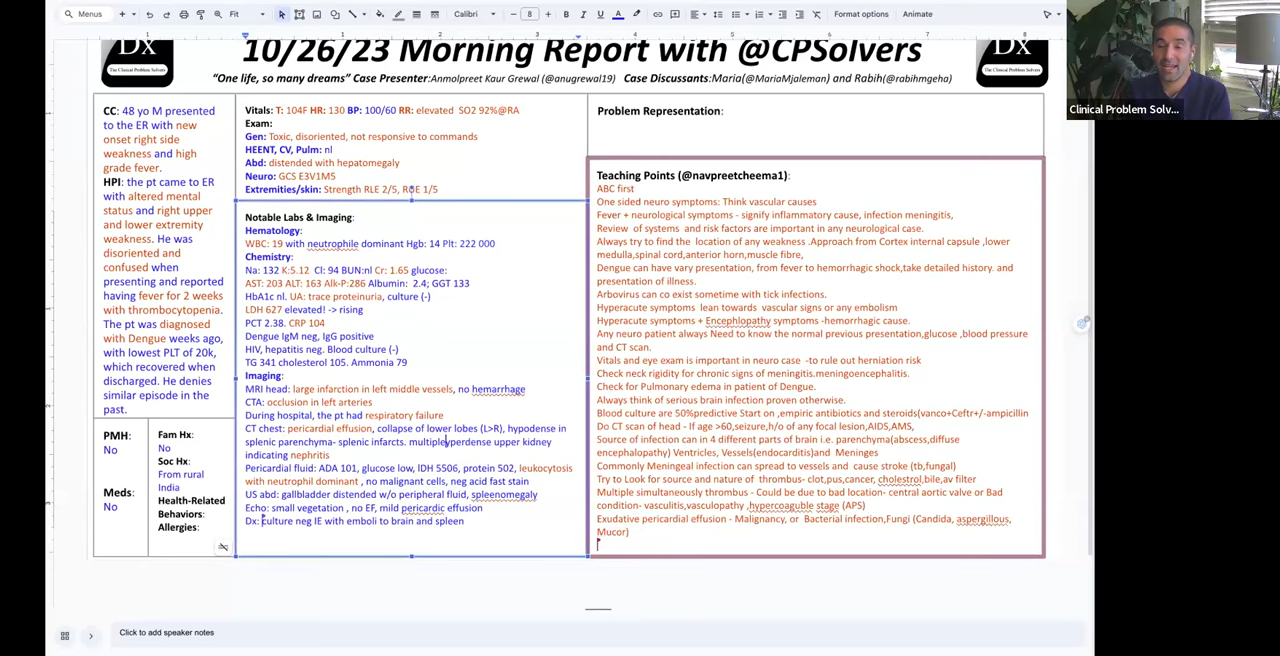 Menus
Fit
Calibri
8
B I U A
Format options
Animate
1
1
2
3
4
5
6
7
8
Dx
The Clinical Problem Solvers
10/26/23 Morning Report with @CPSolvers
"One life, so many dreams" Case Presenter:Anmolpreet Kaur Grewal (@anugrewal19) Case Discussants:Maria(@MariaMjaleman) and Rabih(@rabihmgeha)
Dx
The Clinical Problem Solvers
Clinical Problem Solv...
CC: 48 yo M presented
to the ER with new
onset right side
weakness and high
grade fever.
HPI: the pt came to ER
with altered mental
status and right upper
and lower extremity
weakness. He was
disoriented and
confused when
presenting and reported
having fever for 2 weeks
with thrombocytopenia.
The pt was diagnosed
with Dengue weeks ago,
with lowest PLT of 20k,
which recovered when
discharged. He denies
similar episode in the
past.
PMH:
No
Meds:
No
Fam Hx:
No
Soc Hx:
From rural
India
Health-Related
Behaviors:
Allergies:
Vitals: T: 104F HR: 130 BP: 100/60 RR: elevated SO2 92%@RA
Exam:
Gen: Toxic, disoriented, not responsive to commands
HEENT, CV, Pulm: nl
Abd: distended with hepatomegaly
Neuro: GCS E3V1M5
Extremities/skin: Strength RLE 2/5, RUE 1/5
Notable Labs & Imaging:
Hematology:
WBC: 19 with neutrophile dominant Hgb: 14 Plt: 222 000
Chemistry:
Na: 132 K:5.12 Cl: 94 BUN:nl Cr: 1.65 glucose:
AST: 203 ALT: 163 Alk-P:286 Albumin: 2.4; GGT 133
HbA1c nl. UA: trace proteinuria, culture (-)
LDH 627 elevated! -> rising
PCT 2.38. CRP 104
Dengue IgM neg, IgG positive
HIV, hepatitis neg. Blood culture (-)
TG 341 cholesterol 105. Ammonia 79
Imaging:
MRI head: large infarction in left middle vessels, no hemorrhage
CTA: occlusion in left arteries
During hospital, the pt had respiratory failure
CT chest: pericardial effusion, collapse of lower lobes (L>R), hypodense in
splenic parenchyma- splenic infarcts. multiple yperdense upper kidney
indicating nephritis
Pericardial fluid: ADA 101, glucose low, lDH 5506, protein 502, leukocytosis
with neutrophil dominant , no malignant cells, neg acid fast stain
US abd: gallbladder distended w/o peripheral fluid, spleenomegaly
Echo: small vegetation , no EF, mild pericardic effusion
Dx: Culture neg IE with emboli to brain and spleen
Problem Representation:
Teaching Points (@navpreetcheema1):
ABC first
One sided neuro symptoms: Think vascular causes
Fever + neurological symptoms - signify inflammatory cause, infection meningitis,
Review of systems and risk factors are important in any neurological case.
Always try to find the location of any weakness .Approach from Cortex internal capsule ,lower
medulla,spinal cord,anterior horn,muscle fibre,
Dengue can have vary presentation, from fever to hemorrhagic shock,take detailed history. and
presentation of illness.
Arbovirus can co exist sometime with tick infections.
Hyperacute symptoms lean towards vascular signs or any embolism
Hyperacute symptoms + Encephlopathy symptoms -hemorrhagic cause.
Any neuro patient always Need to know the normal previous presentation,glucose ,blood pressure
and CT scan.
Vitals and eye exam is important in neuro case -to rule out herniation risk
Check neck rigidity for chronic signs of meningitis.meningoencephalitis.
Check for Pulmonary edema in patient of Dengue.
Always think of serious brain infection proven otherwise.
Blood culture are 50%predictive Start on ,empiric antibiotics and steroids(vanco+Ceftr+/-ampicillin
Do CT scan of head - If age >60,seizure,h/o of any focal lesion,AIDS,AMS,
Source of infection can in 4 different parts of brain i.e. parenchyma(abscess,diffuse
encephalopathy) Ventricles, Vessels(endocarditis)and Meninges
Commonly Meningeal infection can spread to vessels and cause stroke (tb,fungal)
Try to Look for source and nature of thrombus- clot,pus,cancer, cholestrol,bile,av filter
Multiple simultaneously thrombus - Could be due to bad location- central aortic valve or Bad
condition- vasculitis,vasculopathy ,hypercoaguble stage (APS)
Exudative pericardial effusion - Malignancy, or Bacterial infection,Fungi (Candida, aspergillous,
Mucor)
Click to add speaker notes